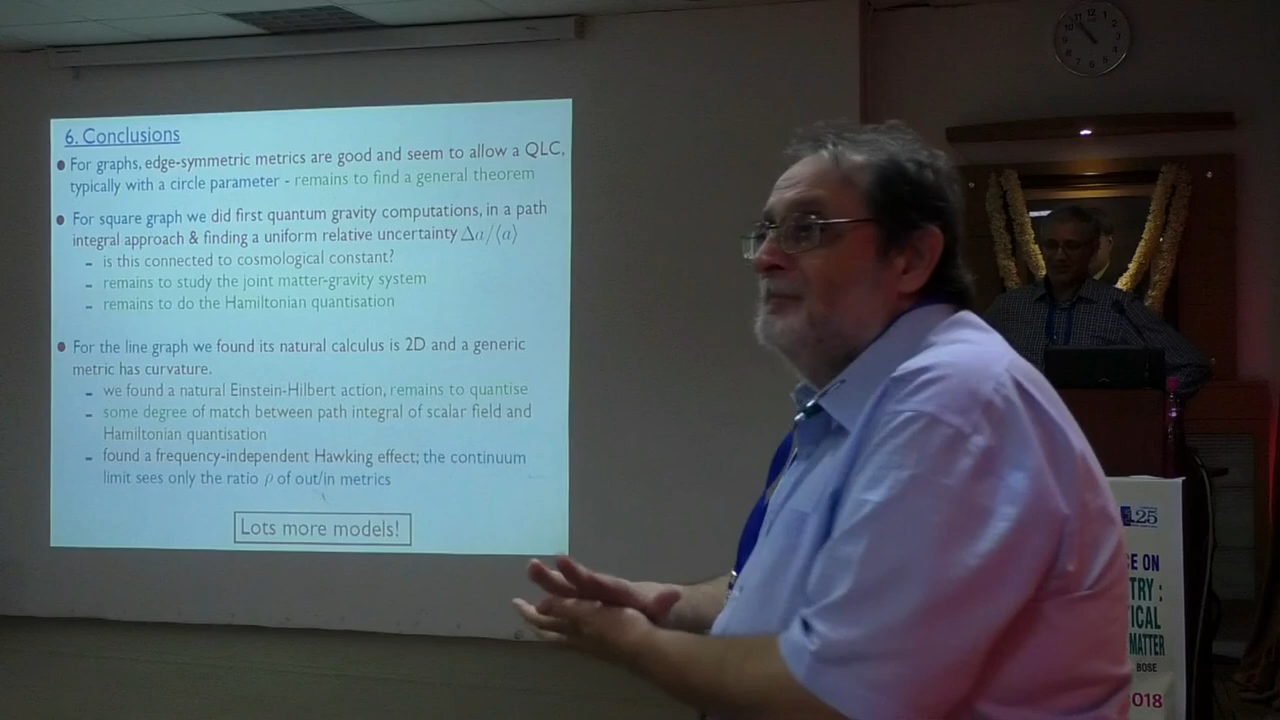 6. Conclusions
For graphs, edge-symmetric metrics are good and seem to allow a QLC,
typically with a circle parameter - remains to find a general theorem
For square graph we did first quantum gravity computations, in a path
integral approach & finding a uniform relative uncertainty Δa/⟨a⟩
- is this connected to cosmological constant?
- remains to study the joint matter-gravity system
- remains to do the Hamiltonian quantisation
For the line graph we found its natural calculus is 2D and a generic
metric has curvature.
- we found a natural Einstein-Hilbert action, remains to quantise
- some degree of match between path integral of scalar field and
Hamiltonian quantisation
- found a frequency-independent Hawking effect; the continuum
limit sees only the ratio ρ of out/in metrics
Lots more models!
125
CE ON
TRY :
ICAL
MATTER
BOSE
018